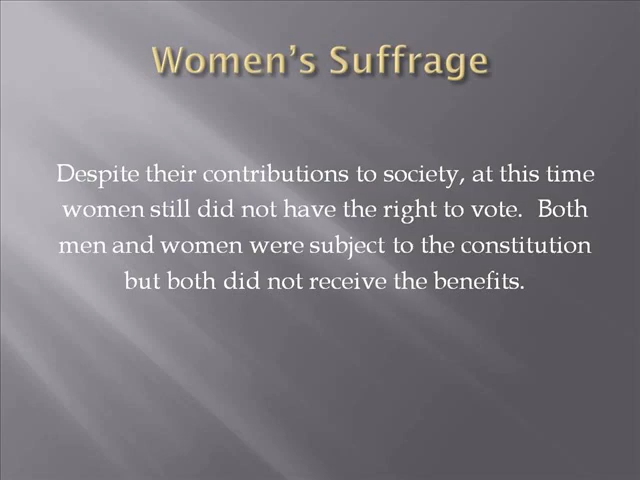 Women's Suffrage
Despite their contributions to society, at this time
women still did not have the right to vote.  Both
men and women were subject to the constitution
but both did not receive the benefits.